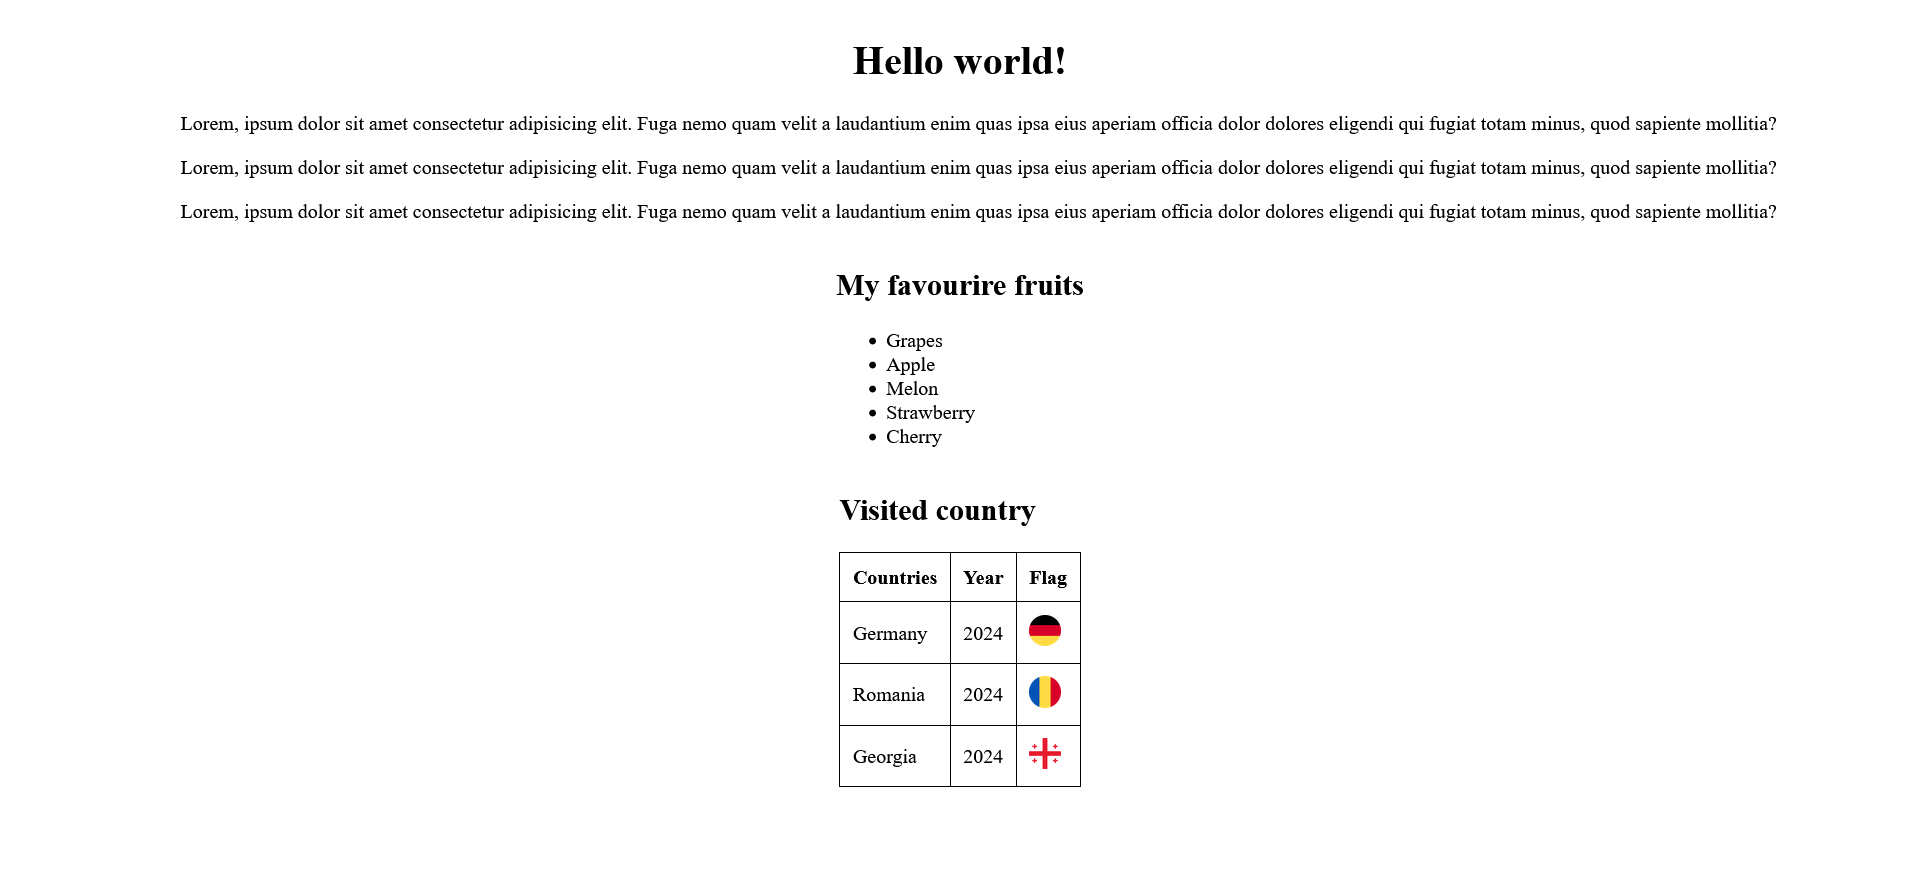 Hello world!
Lorem, ipsum dolor sit amet consectetur adipisicing elit. Fuga nemo quam velit a laudantium enim quas ipsa eius aperiam officia dolor dolores eligendi qui fugiat totam minus, quod sapiente mollitia?
Lorem, ipsum dolor sit amet consectetur adipisicing elit. Fuga nemo quam velit a laudantium enim quas ipsa eius aperiam officia dolor dolores eligendi qui fugiat totam minus, quod sapiente mollitia?
Lorem, ipsum dolor sit amet consectetur adipisicing elit. Fuga nemo quam velit a laudantium enim quas ipsa eius aperiam officia dolor dolores eligendi qui fugiat totam minus, quod sapiente mollitia?
My favourire fruits
• Grapes
• Apple
• Melon
• Strawberry
• Cherry
Visited country
Countries Year Flag
Germany 2024
Romania 2024
Georgia 2024